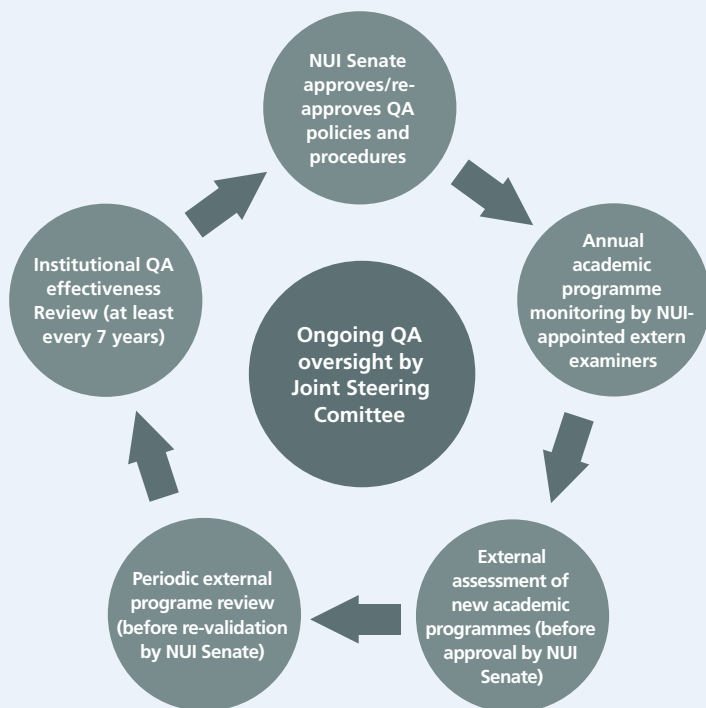 NUI Senate
approves/re-
approves QA
policies and
procedures
Annual
academic
programme
monitoring by NUI-
appointed extern
examiners
External
assessment of
new academic
programmes (before
approval by NUI
Senate)
Periodic external
programe review
(before re-validation
by NUI Senate)
Institutional QA
effectiveness
Review (at least
every 7 years)
Ongoing QA
oversight by
Joint Steering
Comittee